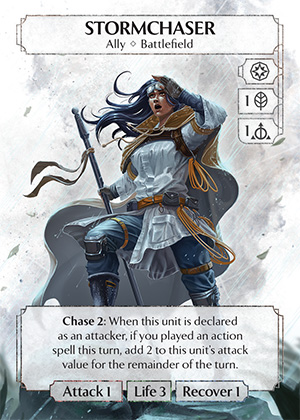 STORMCHASER
Ally ⬦ Battlefield
1
1
Chase 2: When this unit is declared
as an attacker, if you played an action
spell this turn, add 2 to this unit's attack
value for the remainder of the turn.
Attack 1 Life 3 Recover 1